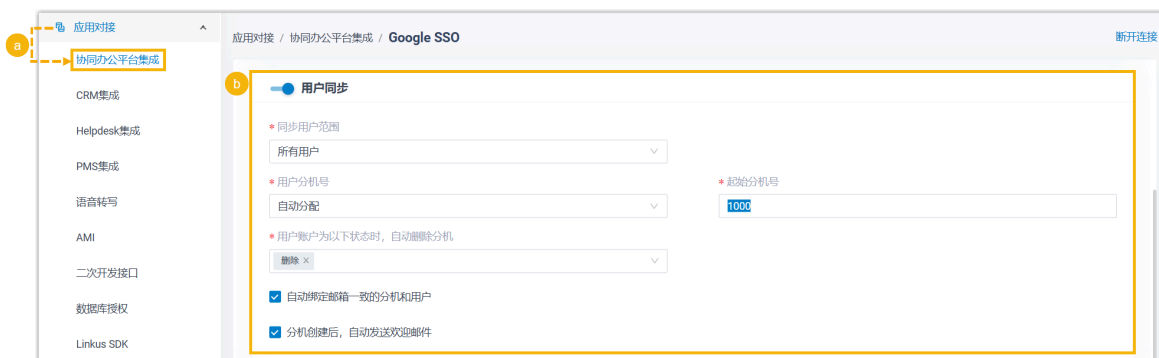 应用对接
a
协同办公平台集成
CRM集成
Helpdesk集成
PMS集成
语音转写
AMI
二次开发接口
数据库授权
Linkus SDK
应用对接 / 协同办公平台集成 / Google SSO
断开连接
b
用户同步
* 同步用户范围
所有用户
* 用户分机号
自动分配
* 起始分机号
1000
* 用户账户为以下状态时，自动删除分机
删除 ×
自动绑定邮箱一致的分机和用户
分机创建后，自动发送欢迎邮件